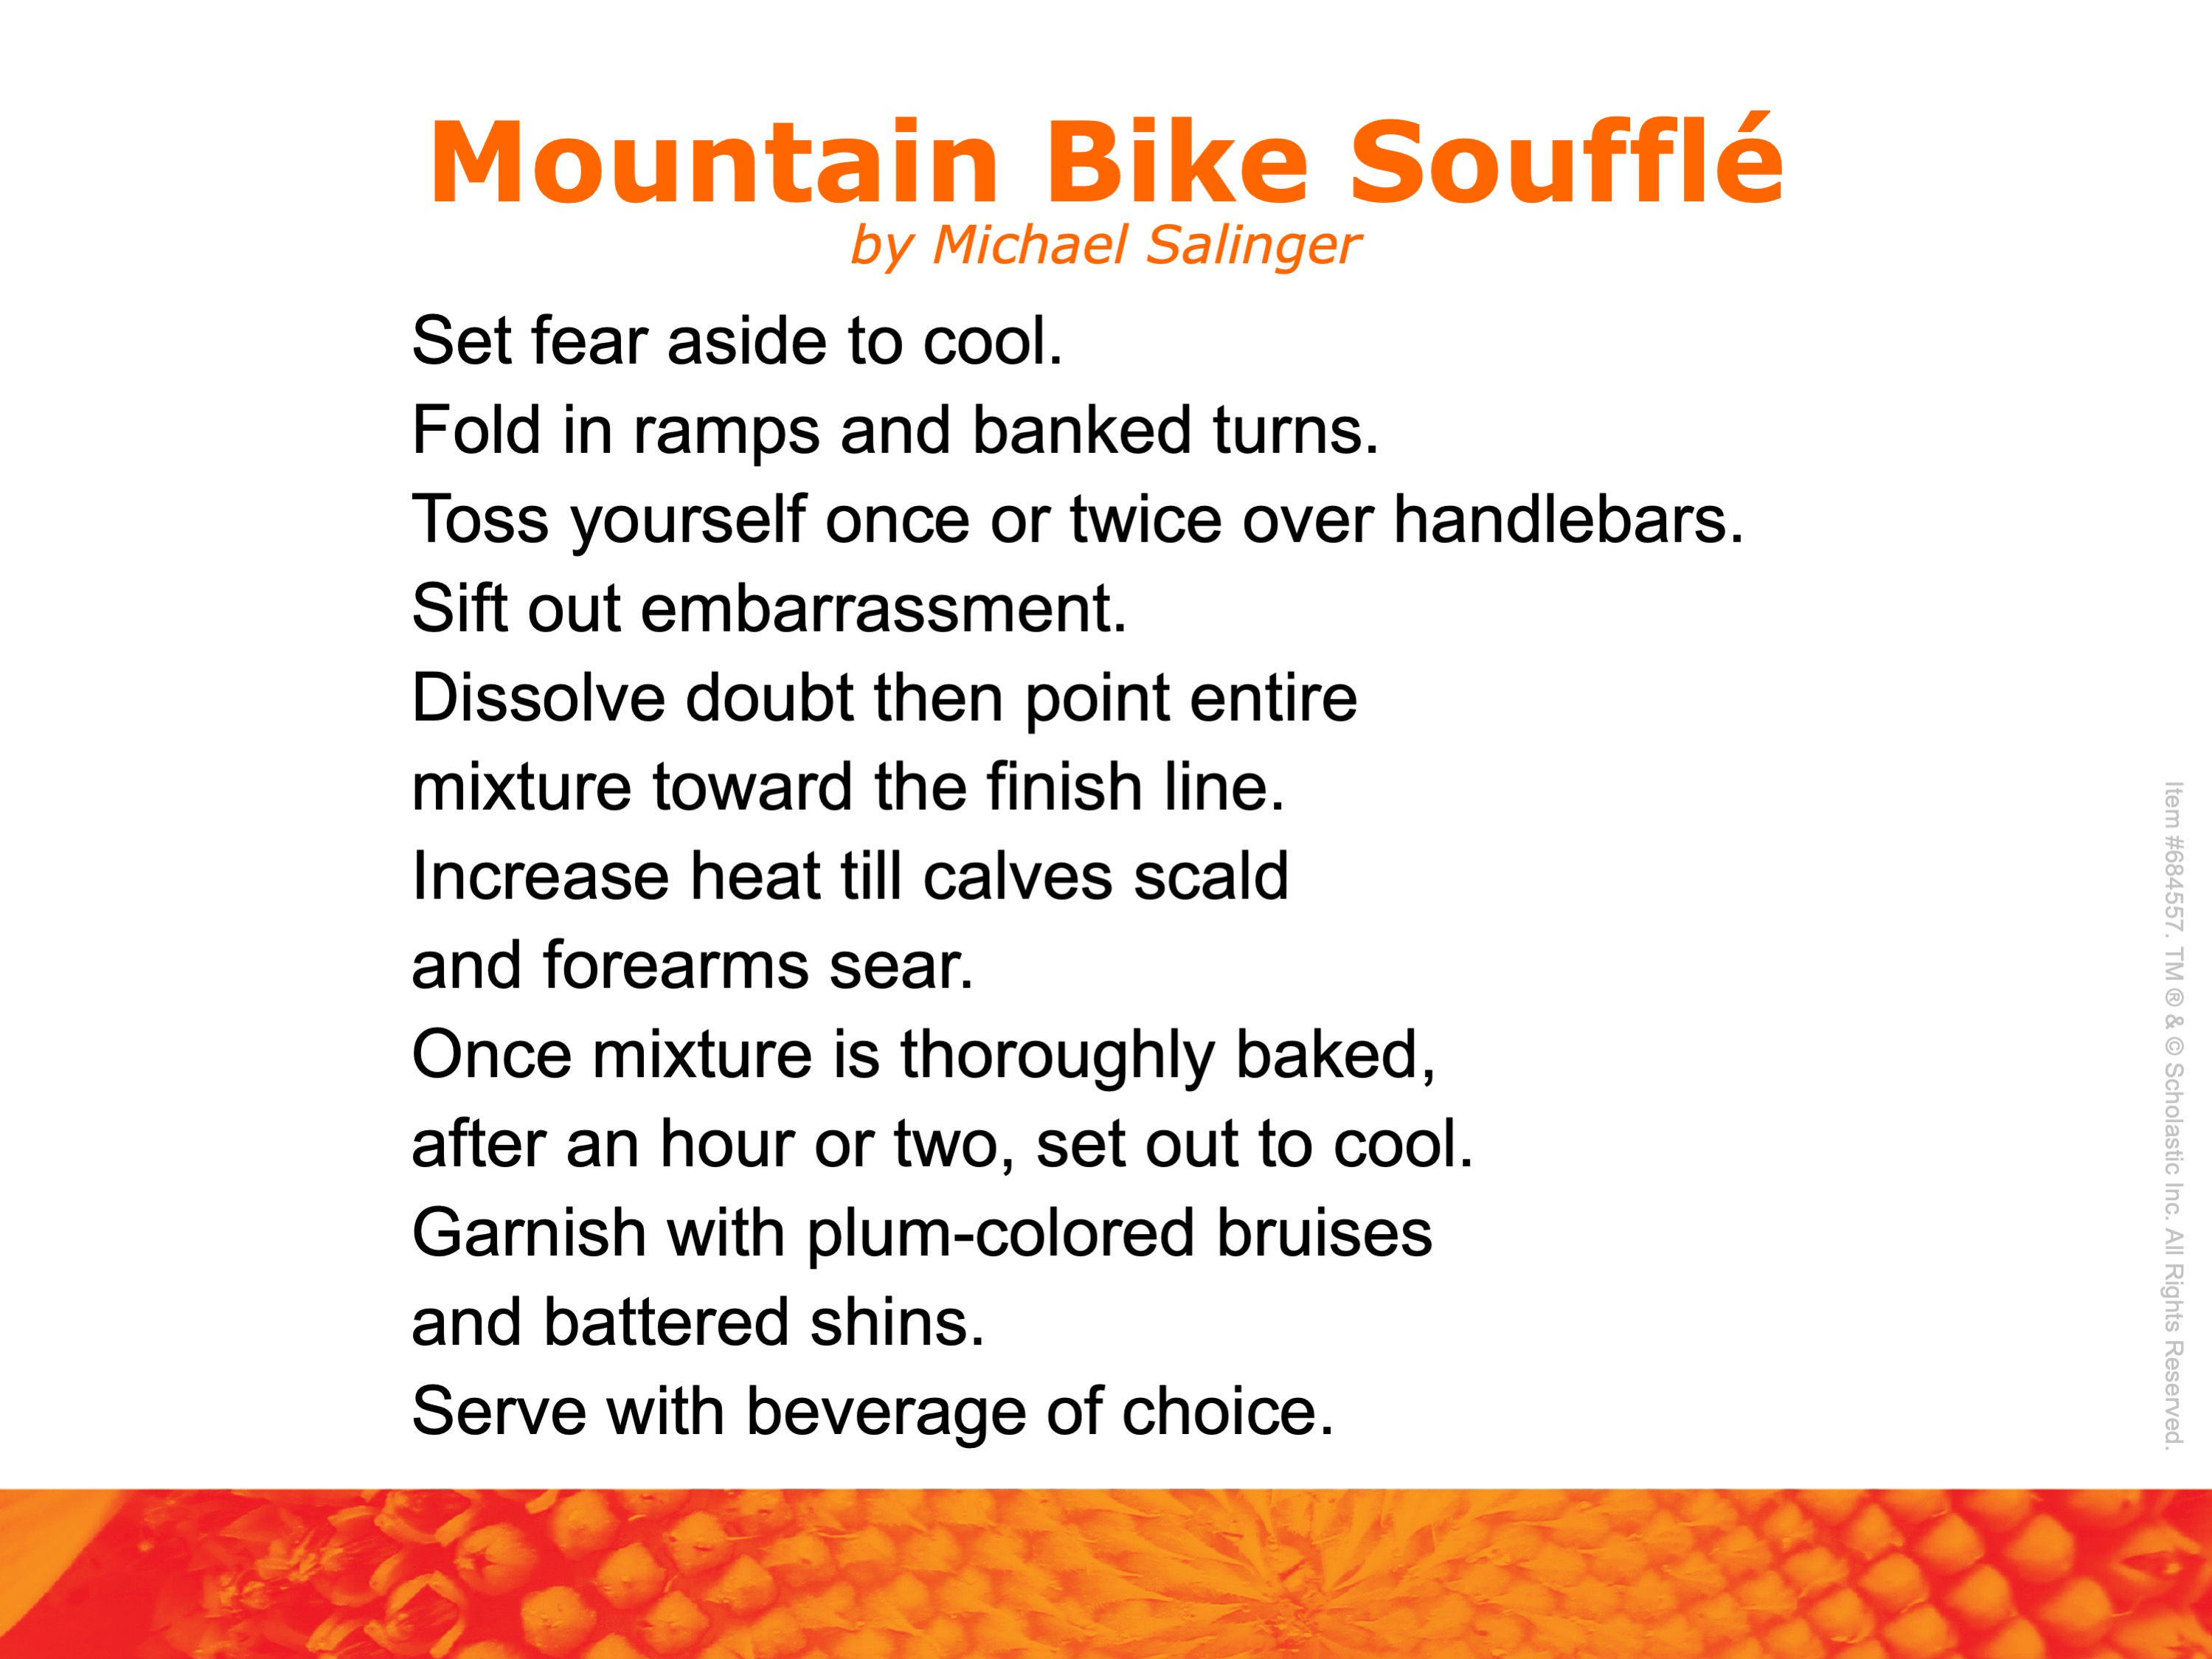 Mountain Bike Soufflé
by Michael Salinger
Set fear aside to cool.
Fold in ramps and banked turns.
Toss yourself once or twice over handlebars.
Sift out embarrassment.
Dissolve doubt then point entire
mixture toward the finish line.
Increase heat till calves scald
and forearms sear.
Once mixture is thoroughly baked,
after an hour or two, set out to cool.
Garnish with plum-colored bruises
and battered shins.
Serve with beverage of choice.
Item #684557. TM ® & © Scholastic Inc. All Rights Reserved.